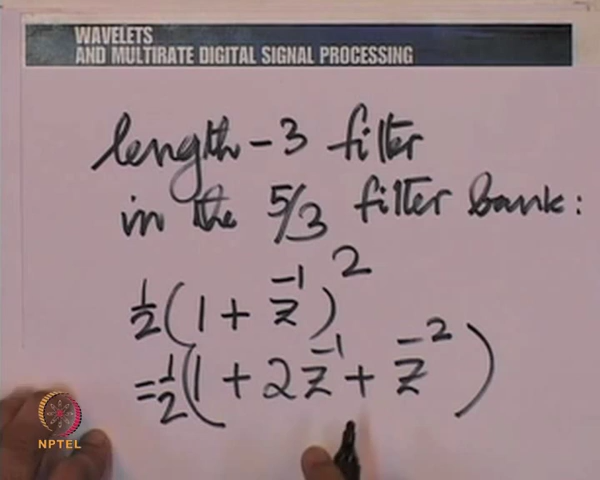 WAVELETS
AND MULTIRATE DIGITAL SIGNAL PROCESSING
length-3 filter
in the 5/3 filter bank:
½(1 + z⁻¹)²
=½(1 + 2z⁻¹ + z⁻²)
NPTEL